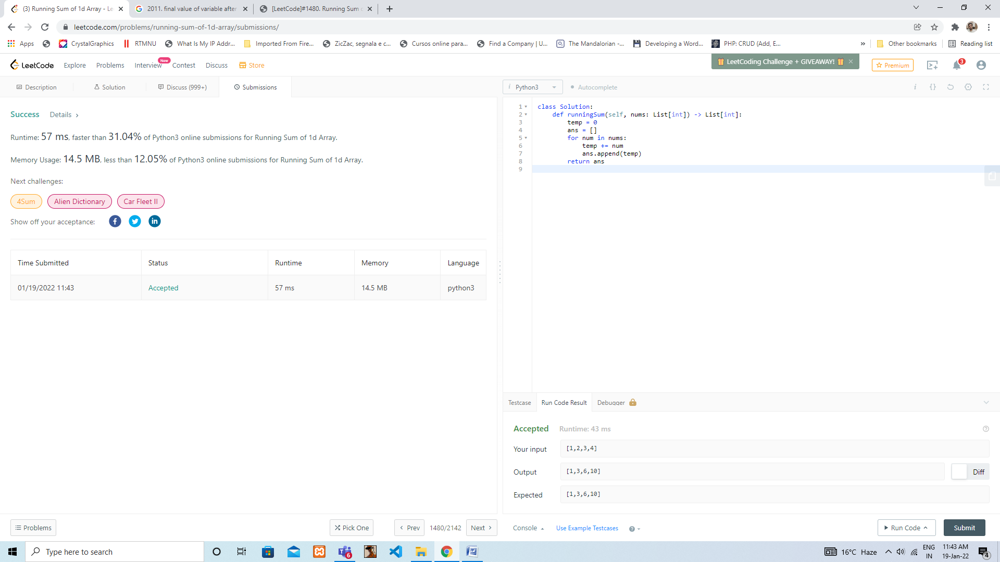 (3) Running Sum of 1d Array - Le
2011. final value of variable after
[LeetCode]#1480. Running Sum o
leetcode.com/problems/running-sum-of-1d-array/submissions/
Apps
CrystalGraphics
RTMNU
What Is My IP Addr...
Imported From Fire...
ZicZac, segnala e c...
Cursos online para...
Find a Company | U...
The Mandalorian -...
Developing a Word...
PHP: CRUD (Add, E...
»
Other bookmarks
Reading list
LeetCode
Explore
Problems
Interview
New
Contest
Discuss
Store
LeetCoding Challenge + GIVEAWAY!
Premium
3
Description
Solution
Discuss (999+)
Submissions
i Python3
Autocomplete
Success
Details
Runtime: 57 ms, faster than 31.04% of Python3 online submissions for Running Sum of 1d Array.
Memory Usage: 14.5 MB, less than 12.05% of Python3 online submissions for Running Sum of 1d Array.
Next challenges:
4Sum
Alien Dictionary
Car Fleet II
Show off your acceptance:
Time Submitted Status Runtime Memory Language
01/19/2022 11:43 Accepted 57 ms 14.5 MB python3
1 class Solution:
2 def runningSum(self, nums: List[int]) -> List[int]:
3 temp = 0
4 ans = []
5 for num in nums:
6 temp += num
7 ans.append(temp)
8 return ans
9
Testcase
Run Code Result
Debugger
Accepted
Runtime: 43 ms
Your input
[1,2,3,4]
Output
[1,3,6,10]
Diff
Expected
[1,3,6,10]
Problems
Pick One
Prev
1480/2142
Next
Console
Use Example Testcases
Run Code
Submit
Type here to search
6
16°C Haze
ENG
IN
11:43 AM
19-Jan-22
4